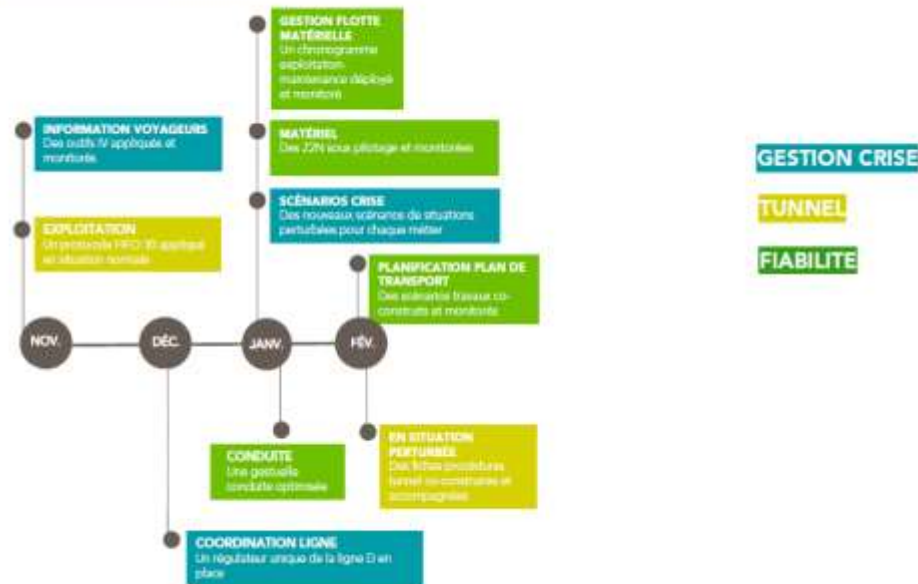 GESTION FLOTTE
MATÉRIELLE
Un chronogramme
exploitation
maintenance déployé
et monitoré
INFORMATION VOYAGEURS
Des outils IV appliqués et
monitorés
MATÉRIEL
Des Z2N sous pilotage et monitorées
SCÉNARIOS CRISE
Des nouveaux scénarios de situations
perturbées pour chaque métier
EXPLOITATION
Un protocole appliqué
en situation normale
PLANIFICATION PLAN DE
TRANSPORT
Des scénarios travaux co-
construits et monitorés
NOV.
DÉC.
JANV.
FÉV.
CONDUITE
Une gestuelle
conduite optimisée
EN SITUATION
PERTURBÉE
Des fiches procédures
tunnel co-construites et
accompagnées
COORDINATION LIGNE
Un régulateur unique de la ligne D en
place
GESTION CRISE
TUNNEL
FIABILITE